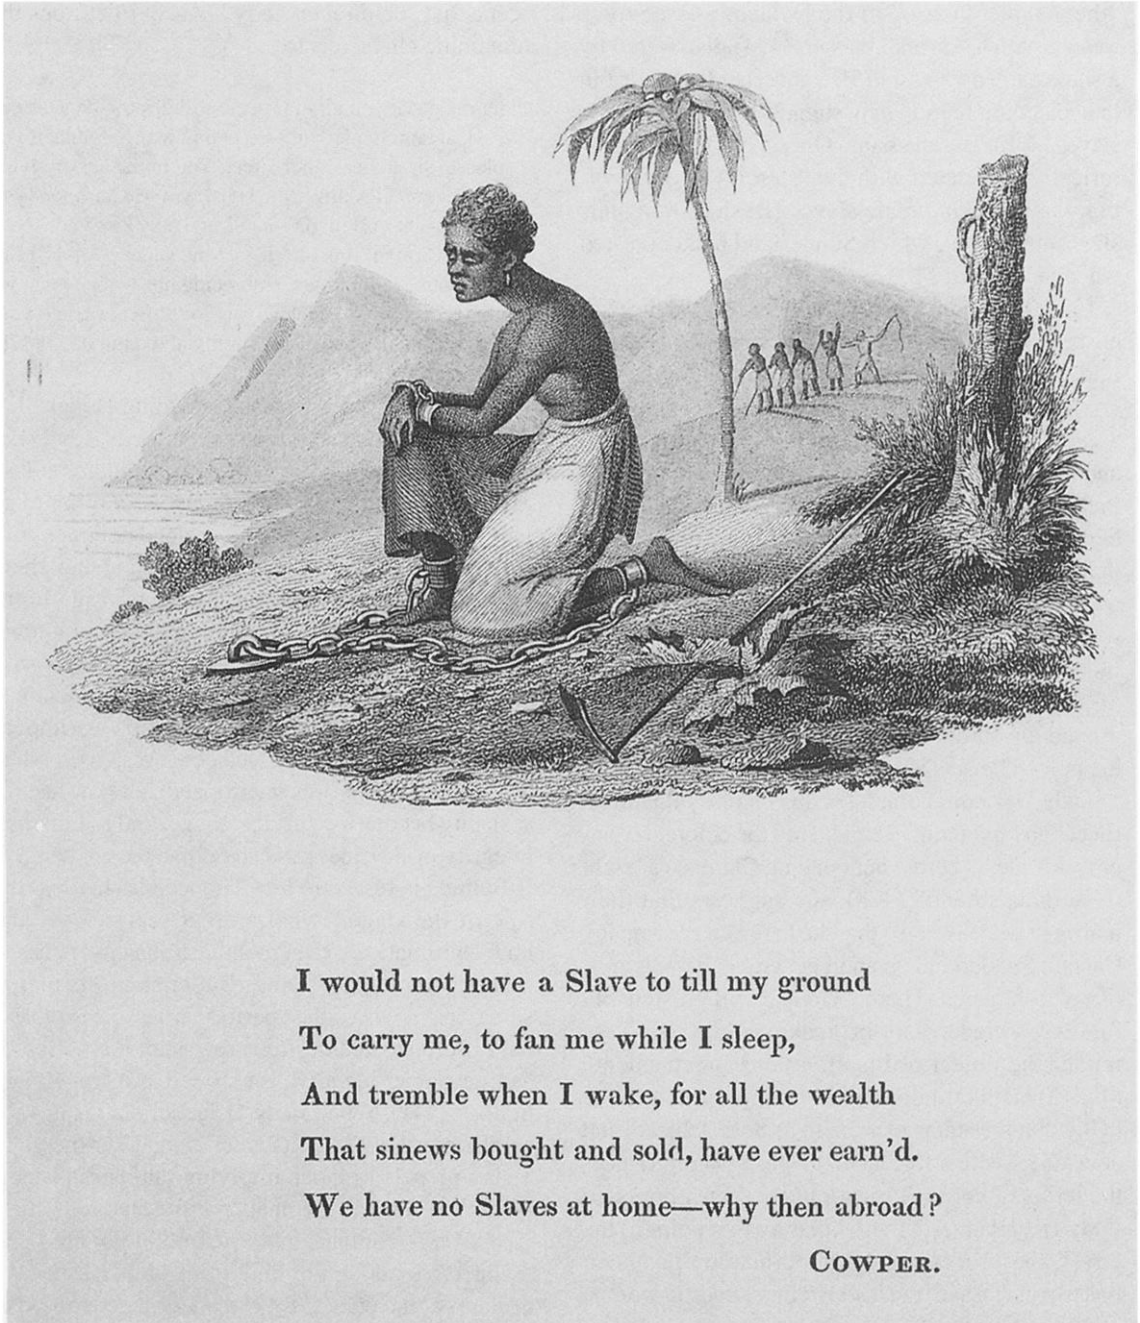 I would not have a Slave to till my ground
To carry me, to fan me while I sleep,
And tremble when I wake, for all the wealth
That sinews bought and sold, have ever earn'd.
We have no Slaves at home—why then abroad?
COWPER.